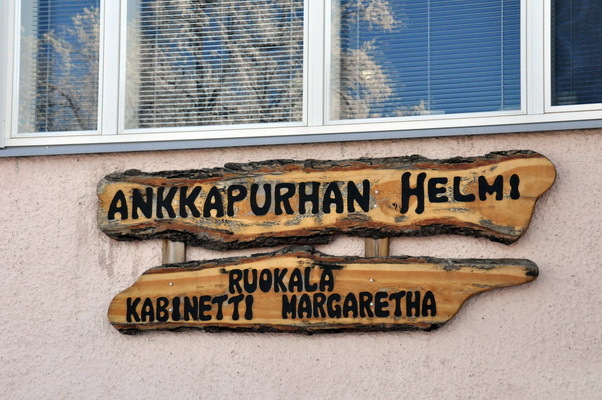 ANKKAPURHAN HELMI
RUOKALA
KABINETTI MARGARETHA